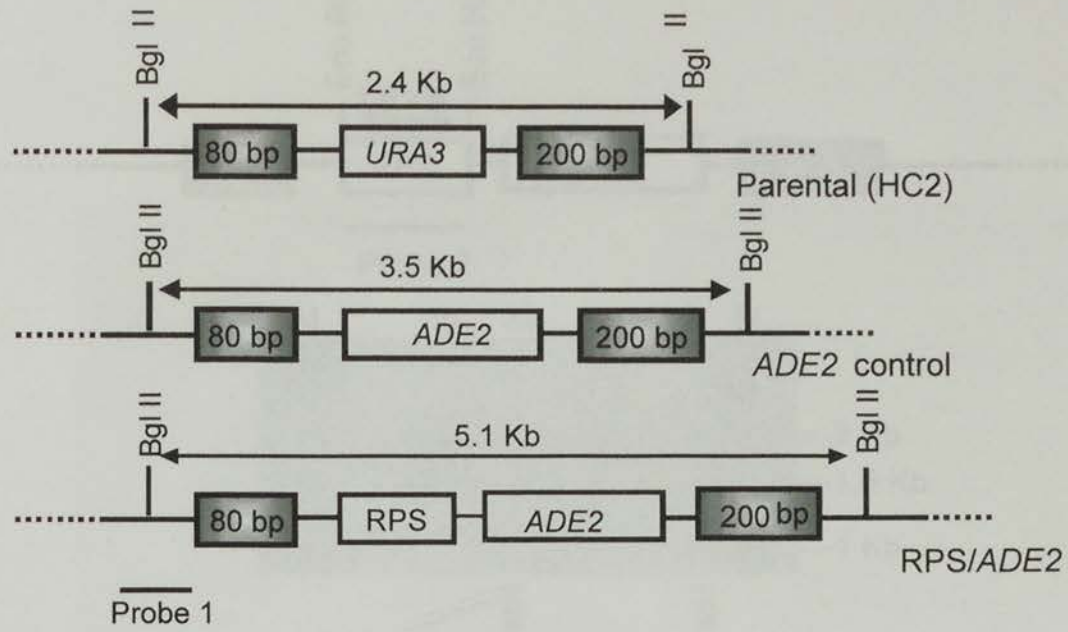 Bgl II
Bgl II
2.4 Kb
80 bp
URA3
200 bp
Parental (HC2)
Bgl II
Bgl II
3.5 Kb
80 bp
ADE2
200 bp
ADE2 control
Bgl II
Bgl II
5.1 Kb
80 bp
RPS
ADE2
200 bp
RPS/ADE2
Probe 1